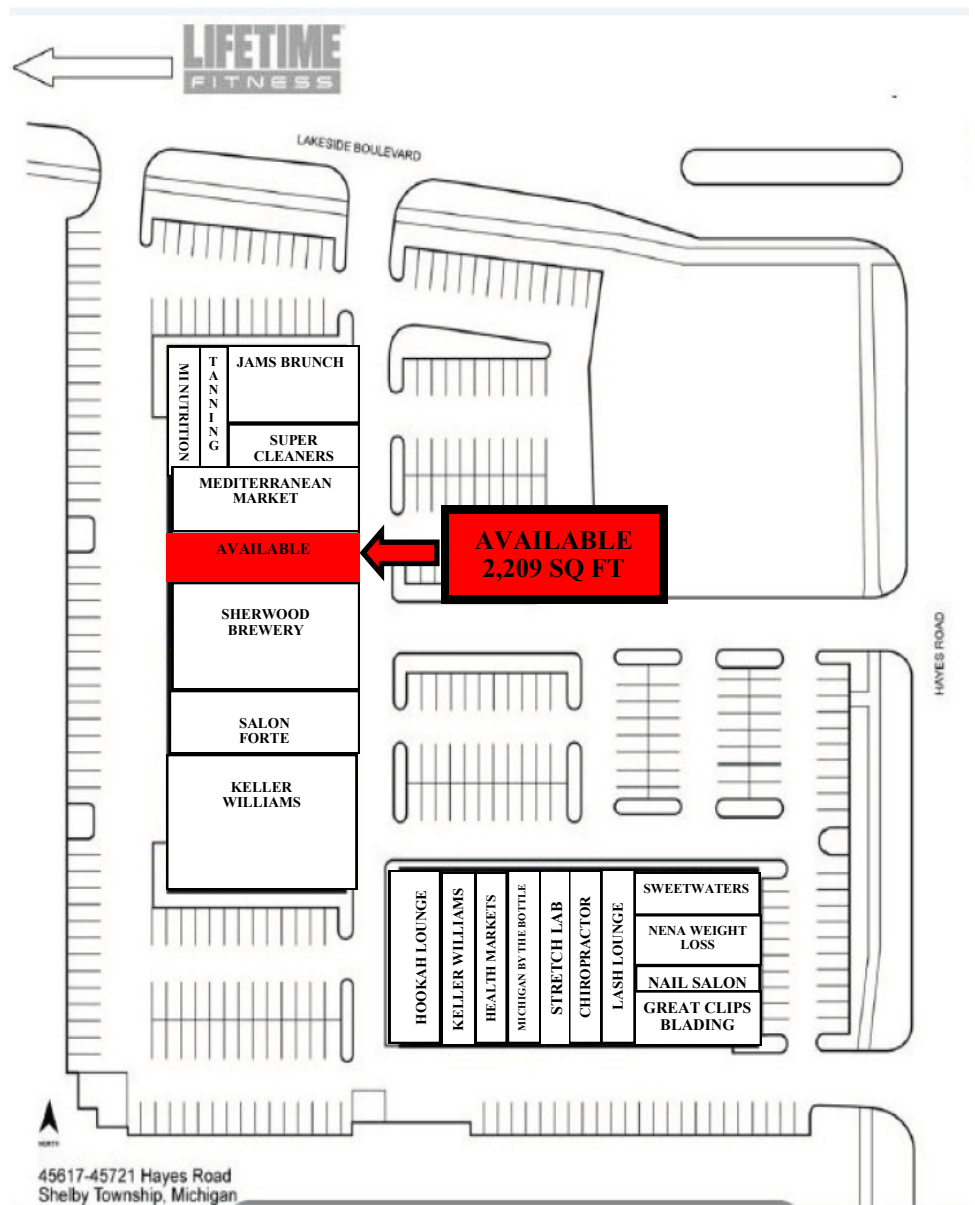 LIFETIME
FITNESS
LAKESIDE BOULEVARD
MI NUTRITION
TANNING
JAMS BRUNCH
SUPER
CLEANERS
MEDITERRANEAN
MARKET
AVAILABLE
AVAILABLE
2,209 SQ FT
SHERWOOD
BREWERY
HAYES ROAD
SALON
FORTE
KELLER
WILLIAMS
HOOKAH LOUNGE
KELLER WILLIAMS
HEALTH MARKETS
MICHIGAN BY THE BOTTLE
STRETCH LAB
CHIROPRACTOR
LASH LOUNGE
SWEETWATERS
NENA WEIGHT
LOSS
NAIL SALON
GREAT CLIPS
BLADING
NORTH
45617-45721 Hayes Road
Shelby Township, Michigan